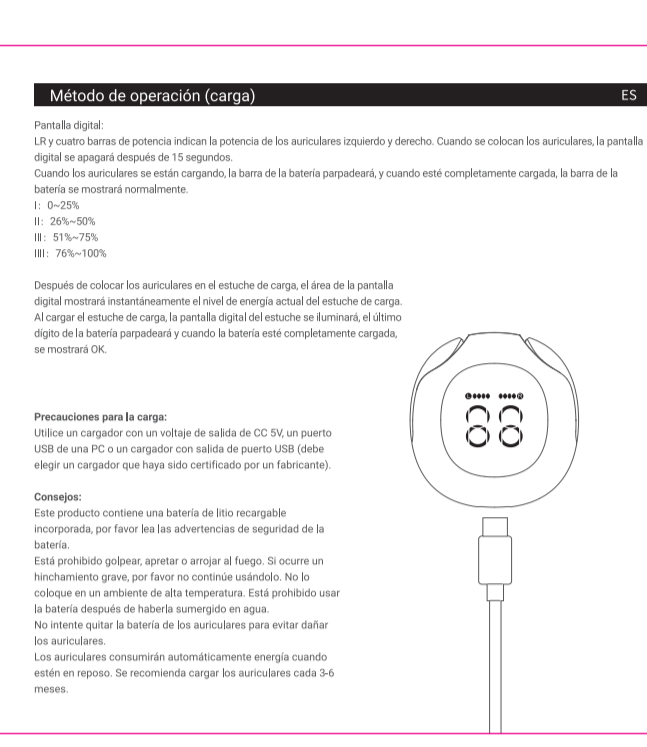 Método de operación (carga)
ES
Pantalla digital:
LR y cuatro barras de potencia indican la potencia de los auriculares izquierdo y derecho. Cuando se colocan los auriculares, la pantalla
digital se apagará después de 15 segundos.
Cuando los auriculares se están cargando, la barra de la batería parpadeará, y cuando esté completamente cargada, la barra de la
batería se mostrará normalmente.
I: 0~25%
II: 26%~50%
III: 51%~75%
IIII: 76%~100%
Después de colocar los auriculares en el estuche de carga, el área de la pantalla
digital mostrará instantáneamente el nivel de energía actual del estuche de carga.
Al cargar el estuche de carga, la pantalla digital del estuche se iluminará, el último
dígito de la batería parpadeará y cuando la batería esté completamente cargada,
se mostrará OK.
L R
88
Precauciones para la carga:
Utilice un cargador con un voltaje de salida de CC 5V, un puerto
USB de una PC o un cargador con salida de puerto USB (debe
elegir un cargador que haya sido certificado por un fabricante).
Consejos:
Este producto contiene una batería de litio recargable
incorporada, por favor lea las advertencias de seguridad de la
batería.
Está prohibido golpear, apretar o arrojar al fuego. Si ocurre un
hinchamiento grave, por favor no continúe usándolo. No lo
coloque en un ambiente de alta temperatura. Está prohibido usar
la batería después de haberla sumergido en agua.
No intente quitar la batería de los auriculares para evitar dañar
los auriculares.
Los auriculares consumirán automáticamente energía cuando
estén en reposo. Se recomienda cargar los auriculares cada 3-6
meses.